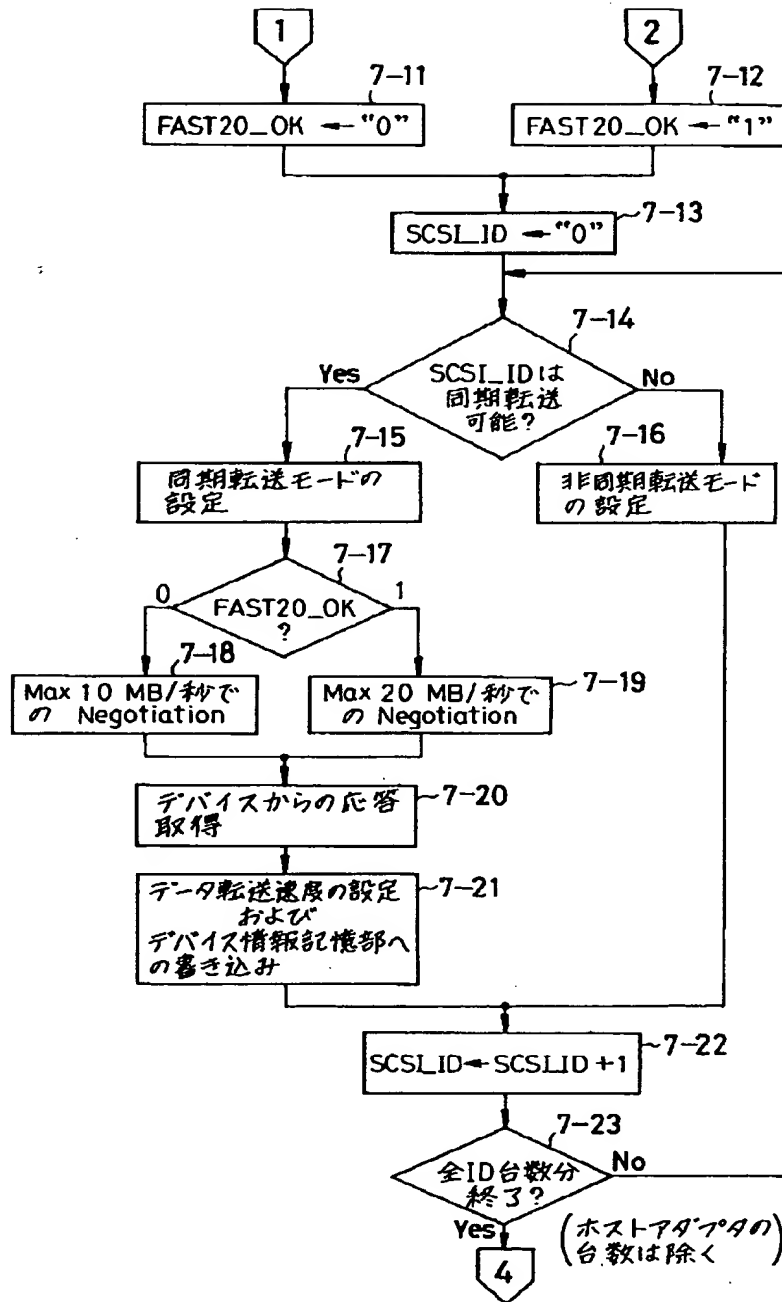 1
2
7-11
7-12
FAST20_OK ← "0"
FAST20_OK ← "1"
7-13
SCSI_ID ← "0"
7-14
Yes
SCSI_IDは
同期転送
可能?
No
7-15
同期転送モードの
設定
7-16
非同期転送モード
の設定
7-17
0
FAST20_OK
?
1
7-18
Max 10 MB/秒で
の Negotiation
Max 20 MB/秒で
の Negotiation
7-19
デバイスからの応答
取得
7-20
データ転送速度の設定
および
デバイス情報記憶部へ
の書き込み
7-21
SCSI_ID ← SCSI_ID +1
7-22
7-23
全ID台数分
終了?
No
Yes
(ホストアダプタの
台数は除く)
4